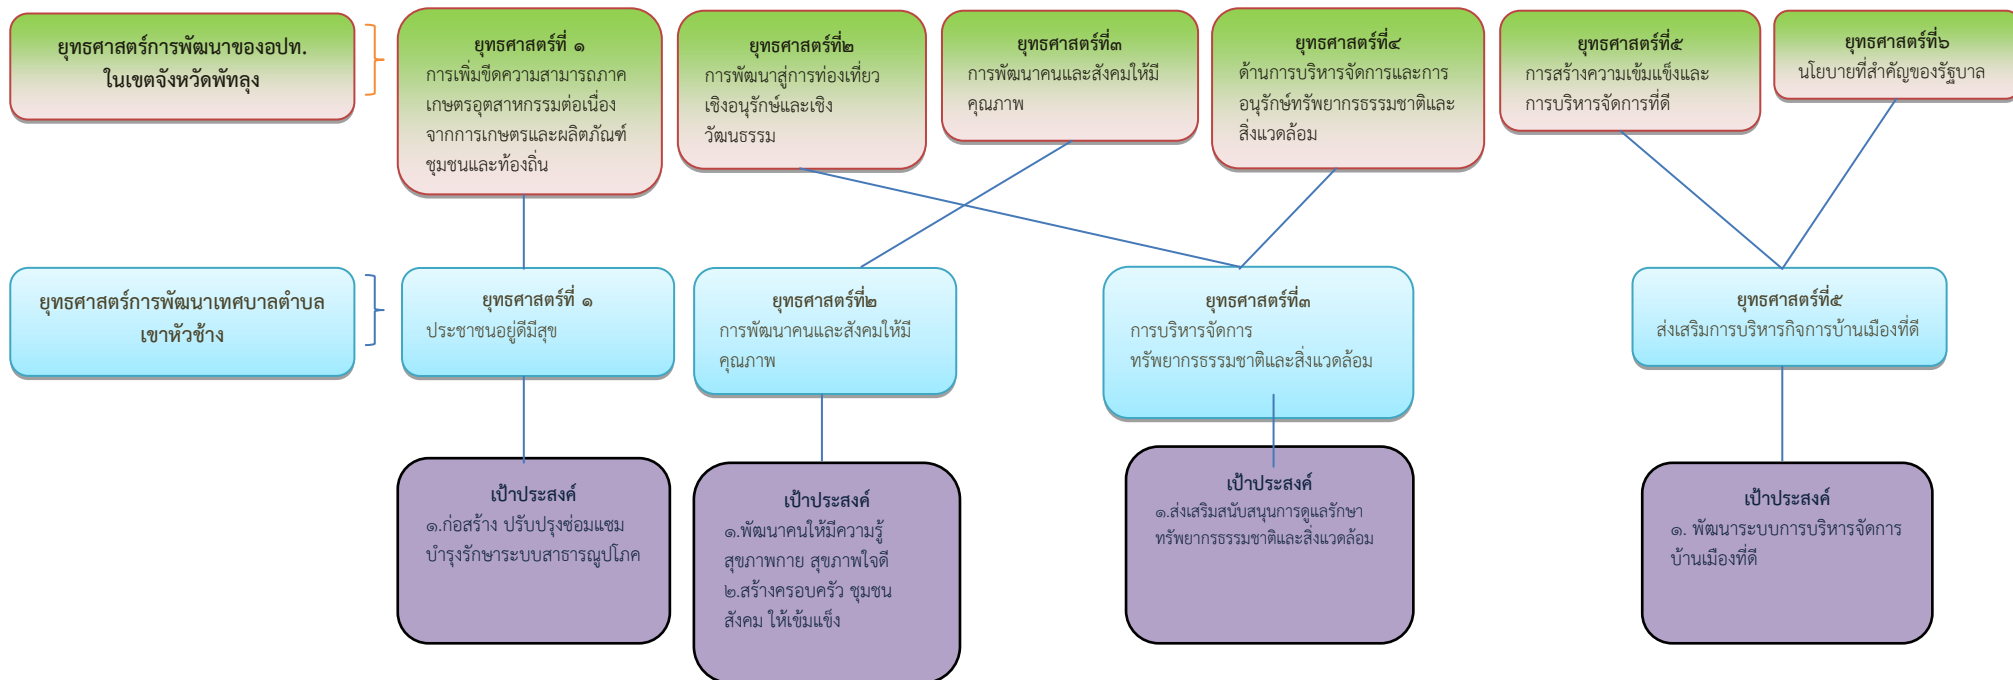 ยุทธศาสตร์การพัฒนาของอปท.
ในเขตจังหวัดพัทลุง
ยุทธศาสตร์ที่ ๑
การเพิ่มขีดความสามารถภาค
เกษตรอุตสาหกรรมต่อเนื่อง
จากการเกษตรและผลิตภัณฑ์
ชุมชนและท้องถิ่น
ยุทธศาสตร์ที่๒
การพัฒนาสู่การท่องเที่ยว
เชิงอนุรักษ์และเชิง
วัฒนธรรม
ยุทธศาสตร์ที่๓
การพัฒนาคนและสังคมให้มี
คุณภาพ
ยุทธศาสตร์ที่๔
ด้านการบริหารจัดการและการ
อนุรักษ์ทรัพยากรธรรมชาติและ
สิ่งแวดล้อม
ยุทธศาสตร์ที่๕
การสร้างความเข้มแข็งและ
การบริหารจัดการที่ดี
ยุทธศาสตร์ที่๖
นโยบายที่สำคัญของรัฐบาล
ยุทธศาสตร์การพัฒนาเทศบาลตำบล
เขาหัวช้าง
ยุทธศาสตร์ที่ ๑
ประชาชนอยู่ดีมีสุข
ยุทธศาสตร์ที่๒
การพัฒนาคนและสังคมให้มี
คุณภาพ
ยุทธศาสตร์ที่๓
การบริหารจัดการ
ทรัพยากรธรรมชาติและสิ่งแวดล้อม
ยุทธศาสตร์ที่๕
ส่งเสริมการบริหารกิจการบ้านเมืองที่ดี
เป้าประสงค์
๑.ก่อสร้าง ปรับปรุงซ่อมแซม
บำรุงรักษาระบบสาธารณูปโภค
เป้าประสงค์
๑.พัฒนาคนให้มีความรู้
สุขภาพกาย สุขภาพใจดี
๒.สร้างครอบครัว ชุมชน
สังคม ให้เข้มแข็ง
เป้าประสงค์
๑.ส่งเสริมสนับสนุนการดูแลรักษา
ทรัพยากรธรรมชาติและสิ่งแวดล้อม
เป้าประสงค์
๑. พัฒนาระบบการบริหารจัดการ
บ้านเมืองที่ดี